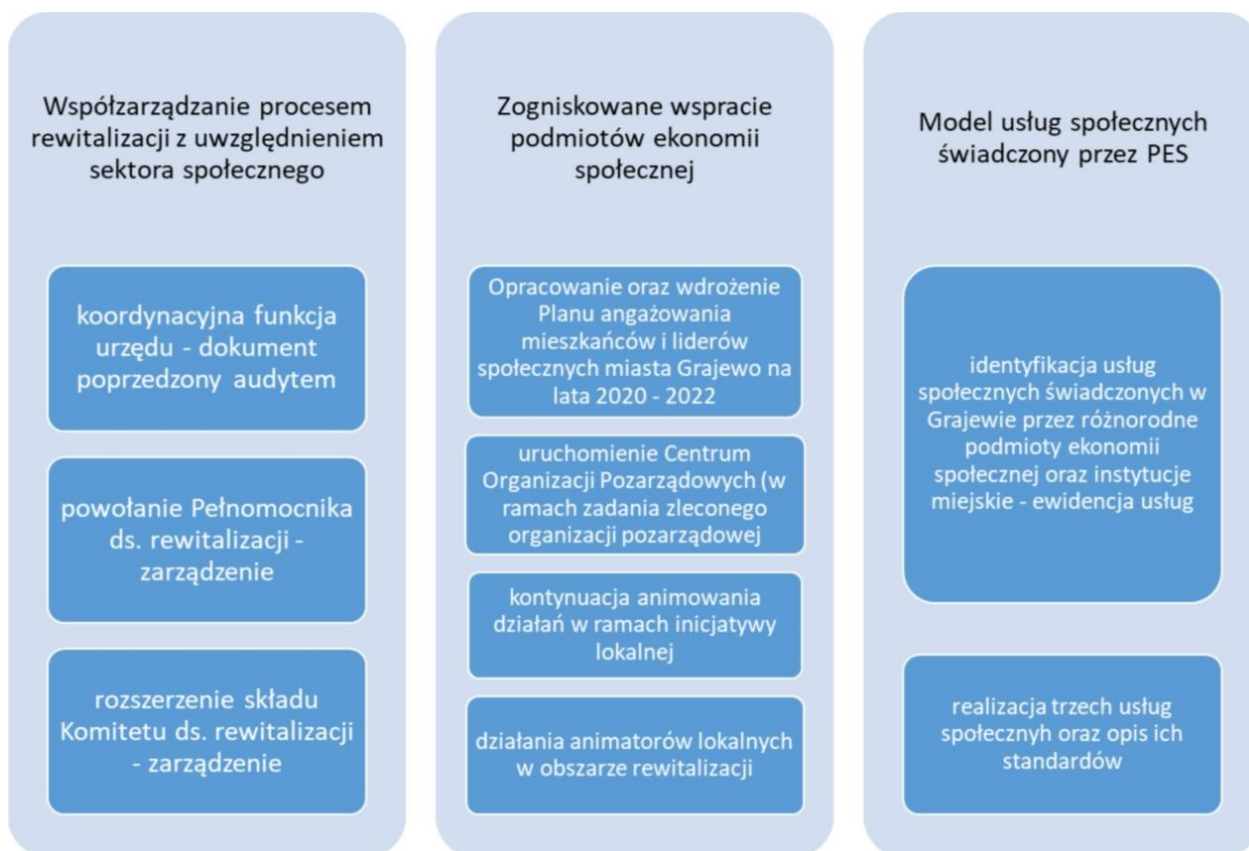 Współzarządzanie procesem
rewitalizacji z uwzględnieniem
sektora społecznego
koordynacyjna funkcja
urzędu - dokument
poprzedzony audytem
powołanie Pełnomocnika
ds. rewitalizacji -
zarządzenie
rozszerzenie składu
Komitetu ds. rewitalizacji
- zarządzenie
Zogniskowane wspracie
podmiotów ekonomii
społecznej
Opracowanie oraz wdrożenie
Planu angażowania
mieszkańców i liderów
społecznych miasta Grajewo na
lata 2020 - 2022
uruchomienie Centrum
Organizacji Pozarządowych (w
ramach zadania zleconego
organizacji pozarządowej
kontynuacja animowania
działań w ramach inicjatywy
lokalnej
działania animatorów lokalnych
w obszarze rewitalizacji
Model usług społecznych
świadczony przez PES
identyfikacja usług
społecznych świadczonych w
Grajewie przez różnorodne
podmioty ekonomii
społecznej oraz instytucje
miejskie - ewidencja usług
realizacja trzech usług
społecznyh oraz opis ich
standardów